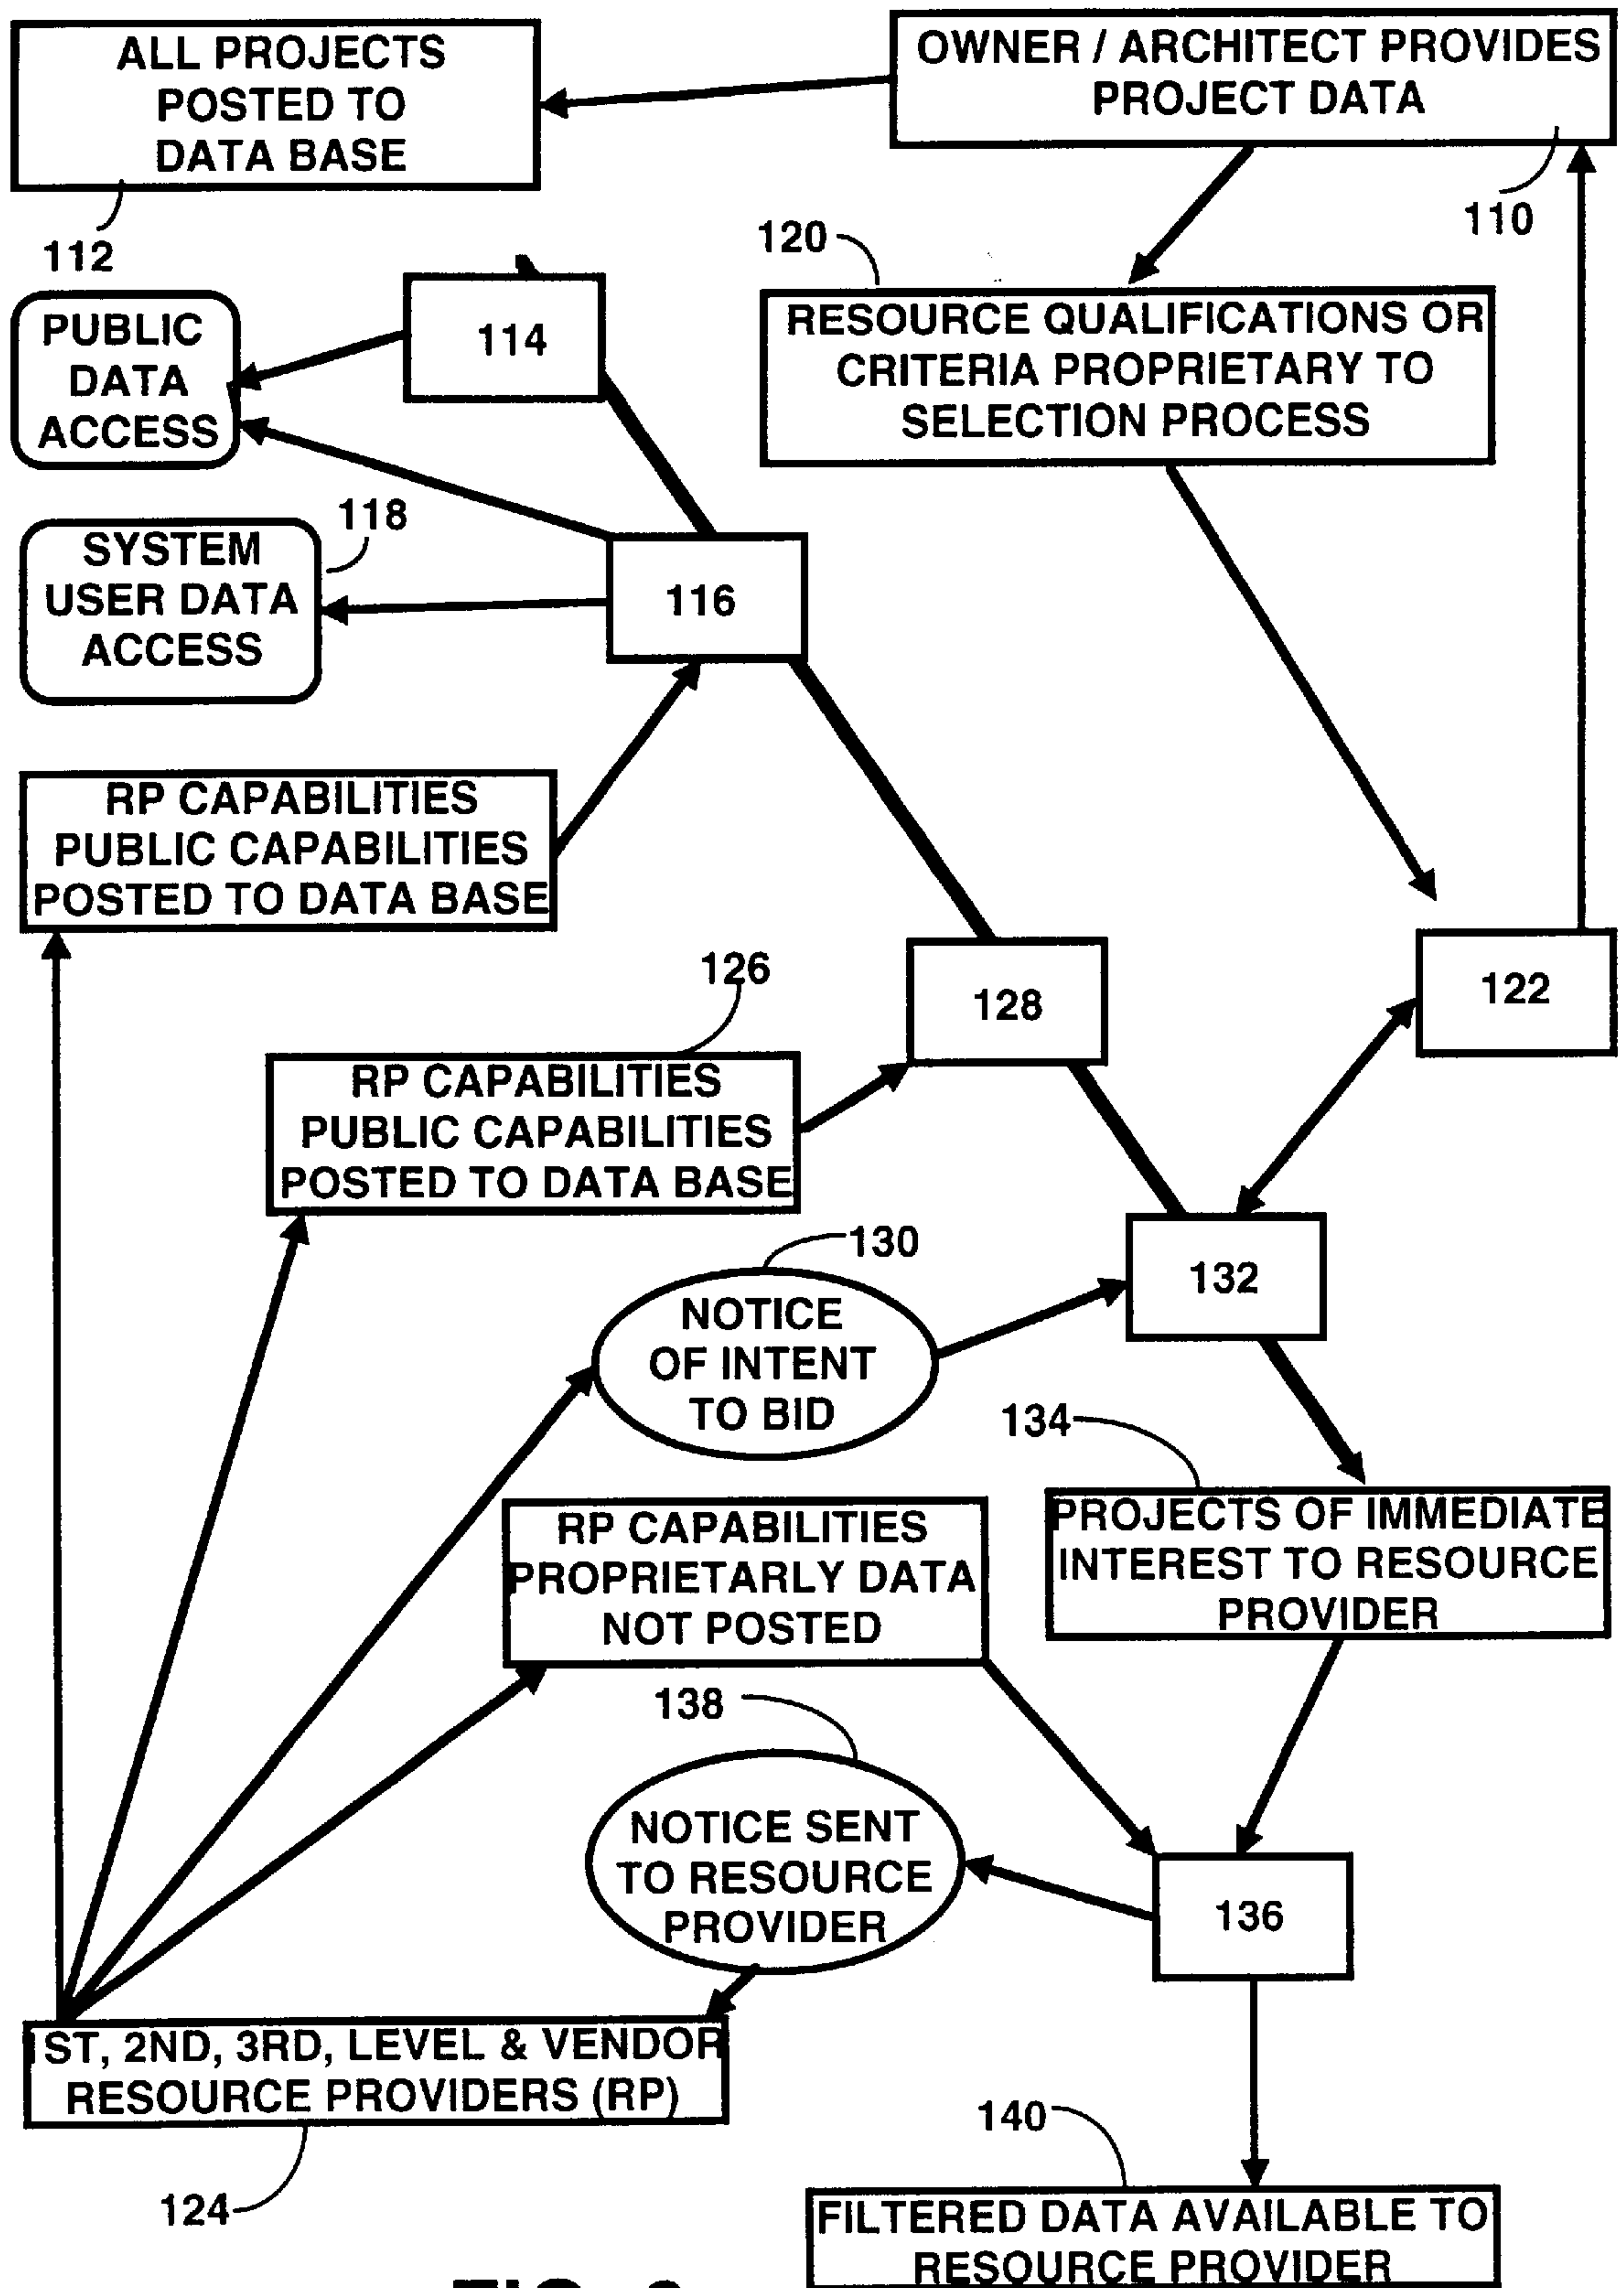 ALL PROJECTS
POSTED TO
DATA BASE
112
OWNER / ARCHITECT PROVIDES
PROJECT DATA
110
120
RESOURCE QUALIFICATIONS OR
CRITERIA PROPRIETARY TO
SELECTION PROCESS
114
PUBLIC
DATA
ACCESS
118
SYSTEM
USER DATA
ACCESS
116
RP CAPABILITIES
PUBLIC CAPABILITIES
POSTED TO DATA BASE
128
122
126
RP CAPABILITIES
PUBLIC CAPABILITIES
POSTED TO DATA BASE
130
NOTICE
OF INTENT
TO BID
132
134
PROJECTS OF IMMEDIATE
INTEREST TO RESOURCE
PROVIDER
RP CAPABILITIES
PROPRIETARLY DATA
NOT POSTED
138
NOTICE SENT
TO RESOURCE
PROVIDER
136
1ST, 2ND, 3RD, LEVEL & VENDOR
RESOURCE PROVIDERS (RP)
124
140
FILTERED DATA AVAILABLE TO
RESOURCE PROVIDER